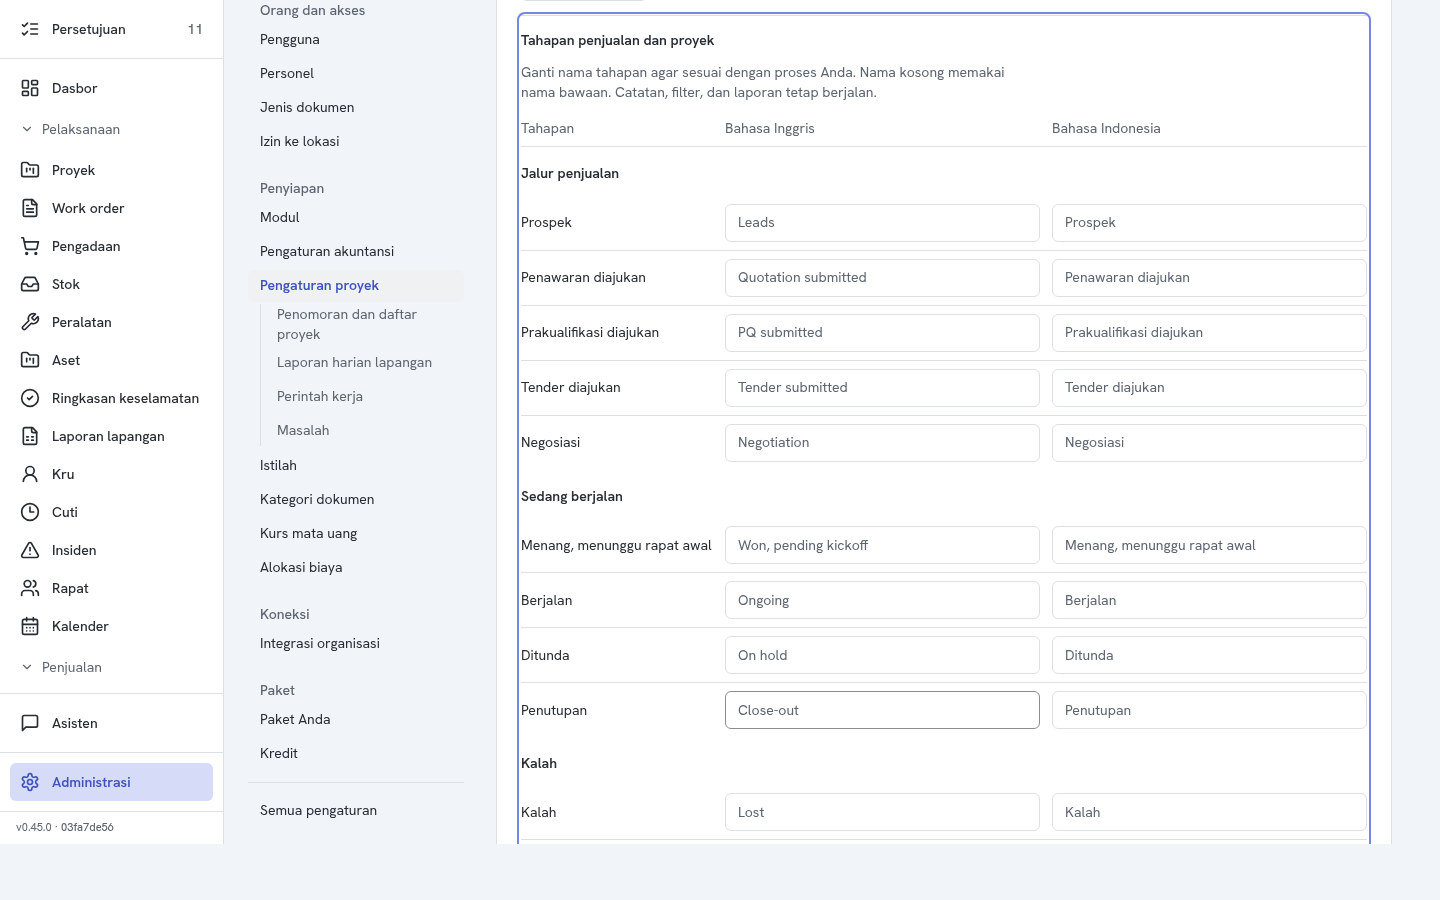 Persetujuan 11
Dasbor
Pelaksanaan
Proyek
Work order
Pengadaan
Stok
Peralatan
Aset
Ringkasan keselamatan
Laporan lapangan
Kru
Cuti
Insiden
Rapat
Kalender
Penjualan
Asisten
Administrasi
v0.45.0 · 03fa7de56
Orang dan akses
Pengguna
Personel
Jenis dokumen
Izin ke lokasi
Penyiapan
Modul
Pengaturan akuntansi
Pengaturan proyek
Penomoran dan daftar
proyek
Laporan harian lapangan
Perintah kerja
Masalah
Istilah
Kategori dokumen
Kurs mata uang
Alokasi biaya
Koneksi
Integrasi organisasi
Paket
Paket Anda
Kredit
Semua pengaturan
Tahapan penjualan dan proyek
Ganti nama tahapan agar sesuai dengan proses Anda. Nama kosong memakai
nama bawaan. Catatan, filter, dan laporan tetap berjalan.
Tahapan Bahasa Inggris Bahasa Indonesia
Jalur penjualan
Prospek Leads Prospek
Penawaran diajukan Quotation submitted Penawaran diajukan
Prakualifikasi diajukan PQ submitted Prakualifikasi diajukan
Tender diajukan Tender submitted Tender diajukan
Negosiasi Negotiation Negosiasi
Sedang berjalan
Menang, menunggu rapat awal Won, pending kickoff Menang, menunggu rapat awal
Berjalan Ongoing Berjalan
Ditunda On hold Ditunda
Penutupan Close-out Penutupan
Kalah
Kalah Lost Kalah